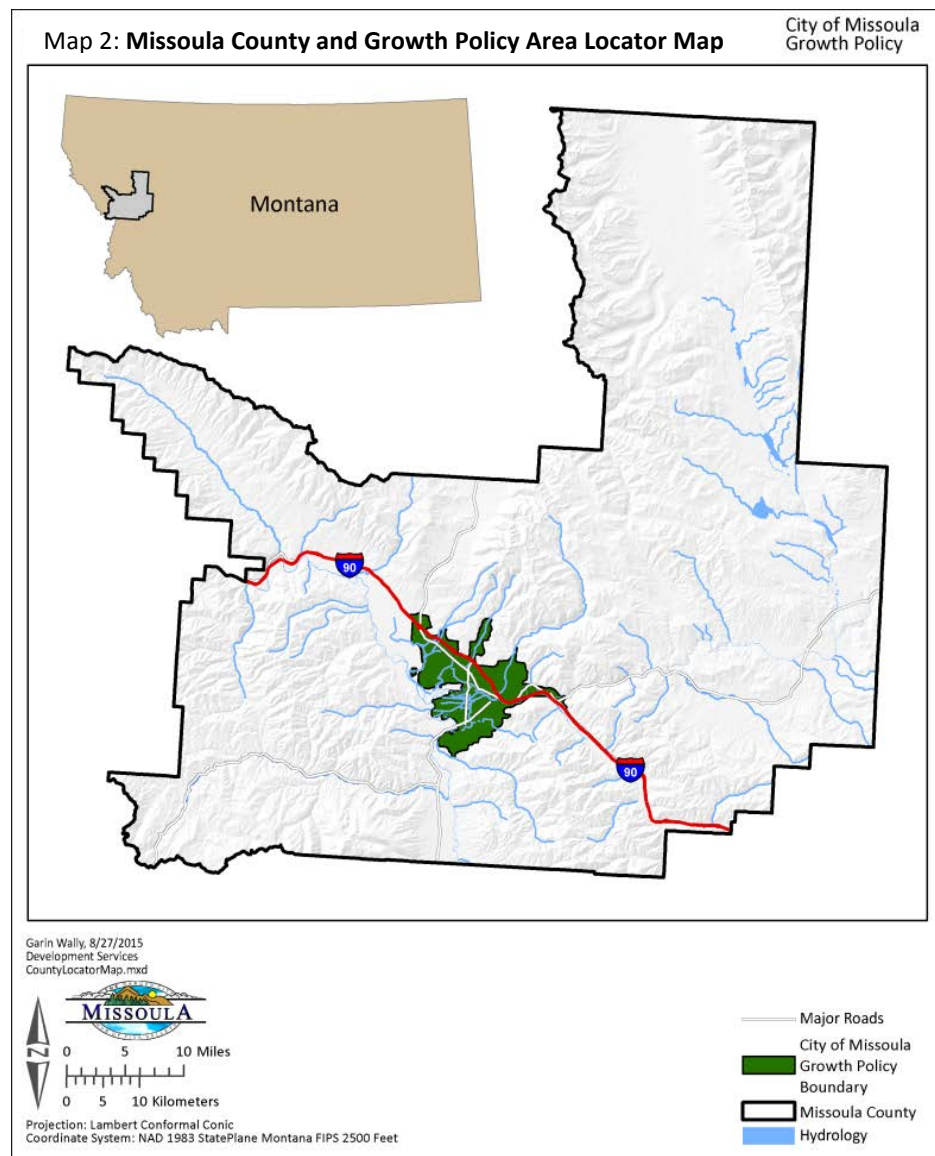 Map 2: Missoula County and Growth Policy Area Locator Map
City of Missoula
Growth Policy
Montana
90
90
Garin Wally, 8/27/2015
Development Services
CountyLocatorMap.mxd
MISSOULA
N
0 5 10 Miles
0 5 10 Kilometers
Projection: Lambert Conformal Conic
Coordinate System: NAD 1983 StatePlane Montana FIPS 2500 Feet
Major Roads
City of Missoula
Growth Policy
Boundary
Missoula County
Hydrology